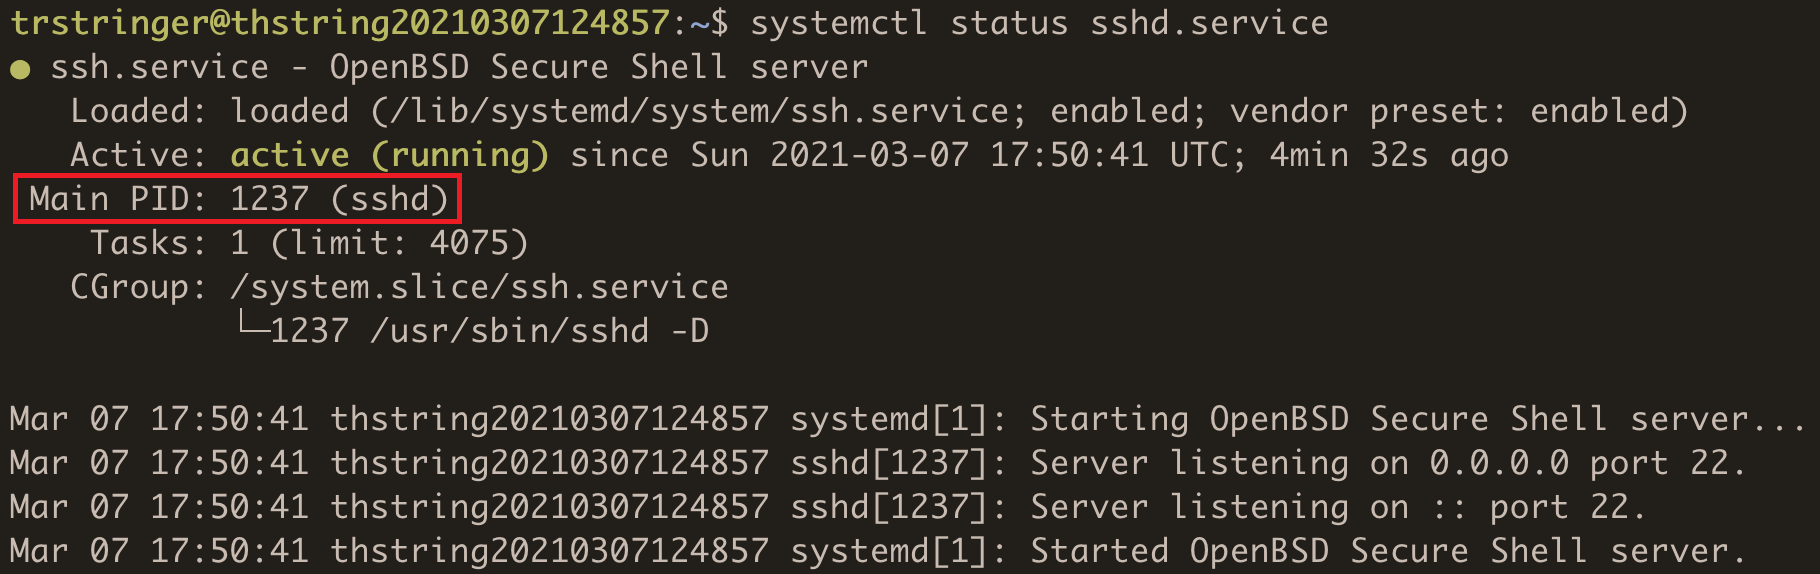 trstringer@thstring20210307124857:~$ systemctl status sshd.service
● ssh.service - OpenBSD Secure Shell server
   Loaded: loaded (/lib/systemd/system/ssh.service; enabled; vendor preset: enabled)
   Active: active (running) since Sun 2021-03-07 17:50:41 UTC; 4min 32s ago
 Main PID: 1237 (sshd)
    Tasks: 1 (limit: 4075)
   CGroup: /system.slice/ssh.service
           └─1237 /usr/sbin/sshd -D

Mar 07 17:50:41 thstring20210307124857 systemd[1]: Starting OpenBSD Secure Shell server...
Mar 07 17:50:41 thstring20210307124857 sshd[1237]: Server listening on 0.0.0.0 port 22.
Mar 07 17:50:41 thstring20210307124857 sshd[1237]: Server listening on :: port 22.
Mar 07 17:50:41 thstring20210307124857 systemd[1]: Started OpenBSD Secure Shell server.